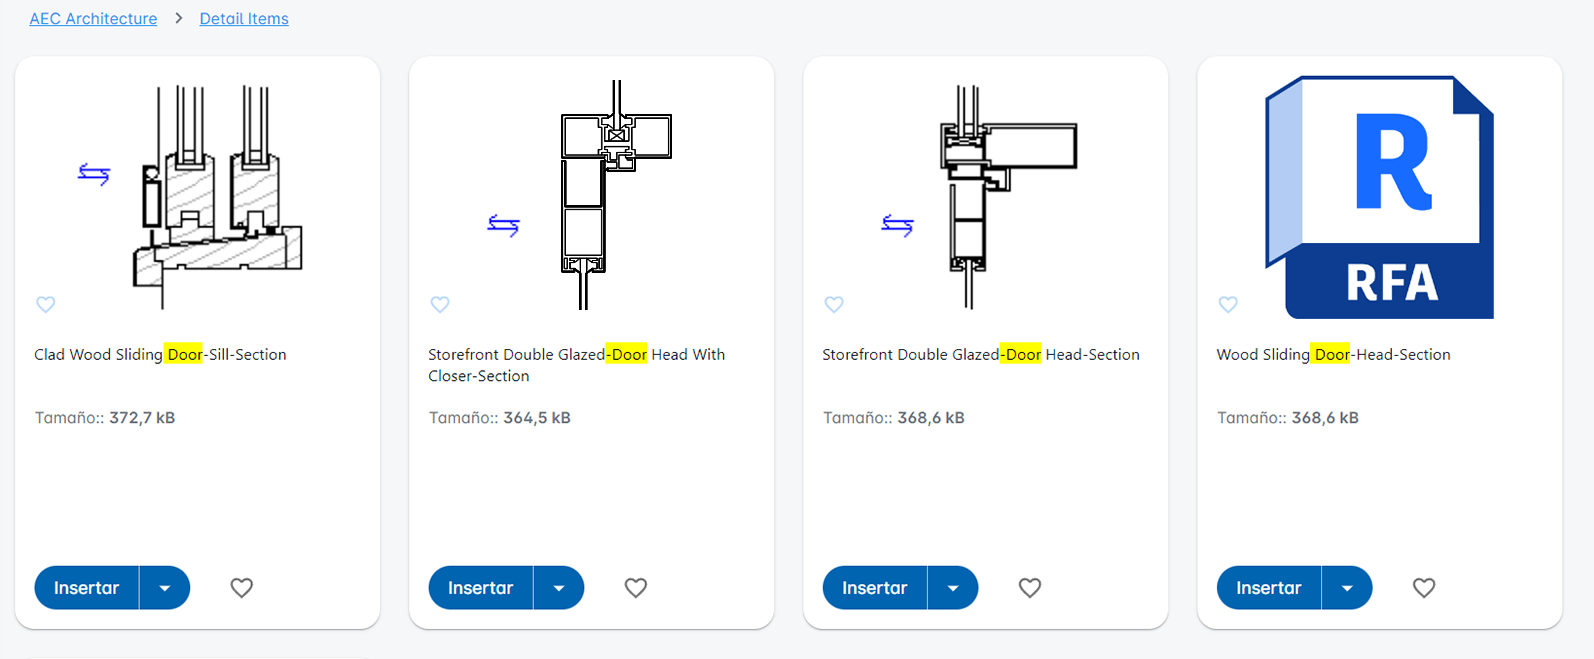 AEC Architecture > Detail Items
Clad Wood Sliding Door-Sill-Section
Tamaño:: 372,7 kB
Insertar
Storefront Double Glazed-Door Head With
Closer-Section
Tamaño:: 364,5 kB
Insertar
Storefront Double Glazed-Door Head-Section
Tamaño:: 368,6 kB
Insertar
R
RFA
Wood Sliding Door-Head-Section
Tamaño:: 368,6 kB
Insertar